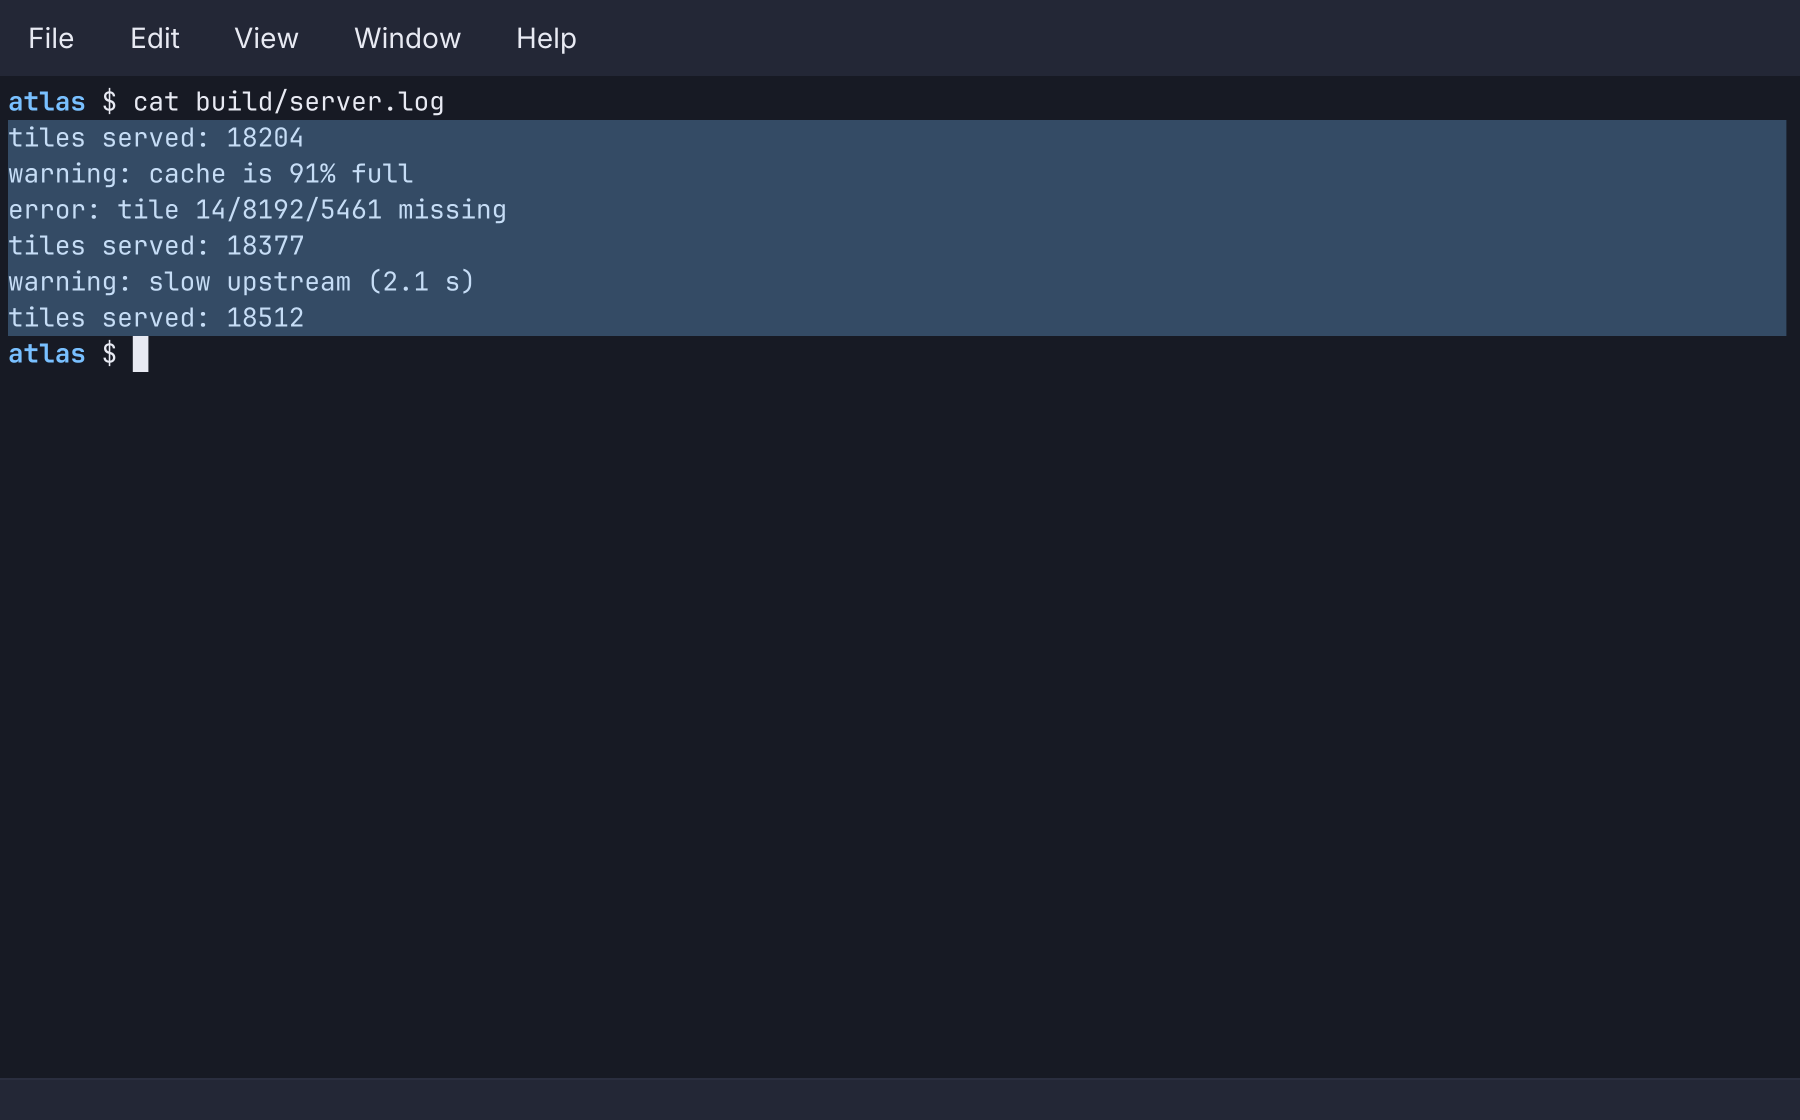 File Edit View Window Help
atlas $ cat build/server.log
tiles served: 18204
warning: cache is 91% full
error: tile 14/8192/5461 missing
tiles served: 18377
warning: slow upstream (2.1 s)
tiles served: 18512
atlas $